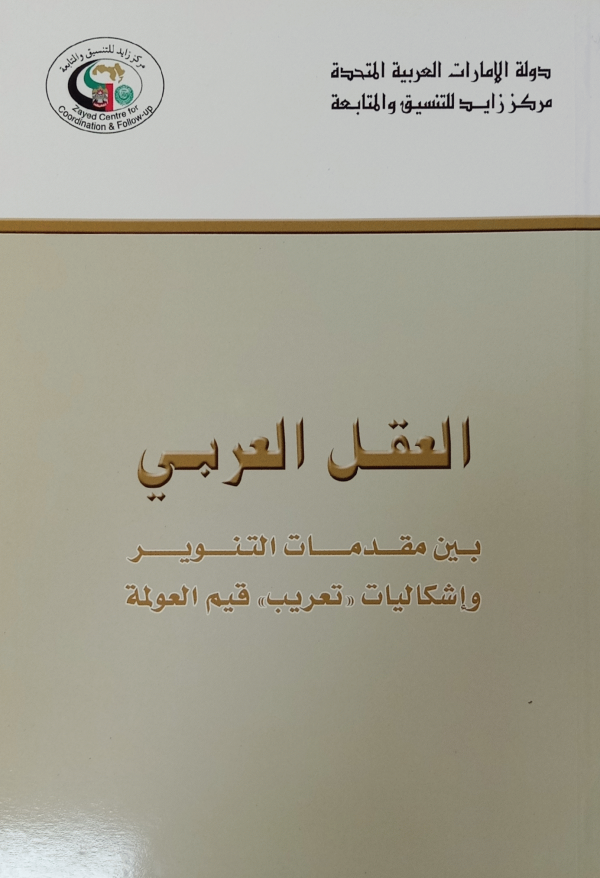 دولة الإمارات العربية المتحدة
مركز زايد للتنسيق والمتابعة
مركز زايد للتنسيق والمتابعة
Zayed Centre for
Coordination & Follow-up
العقل العربي
بين مقدمات التنوير
وإشكاليات «تعريب» قيم العولمة